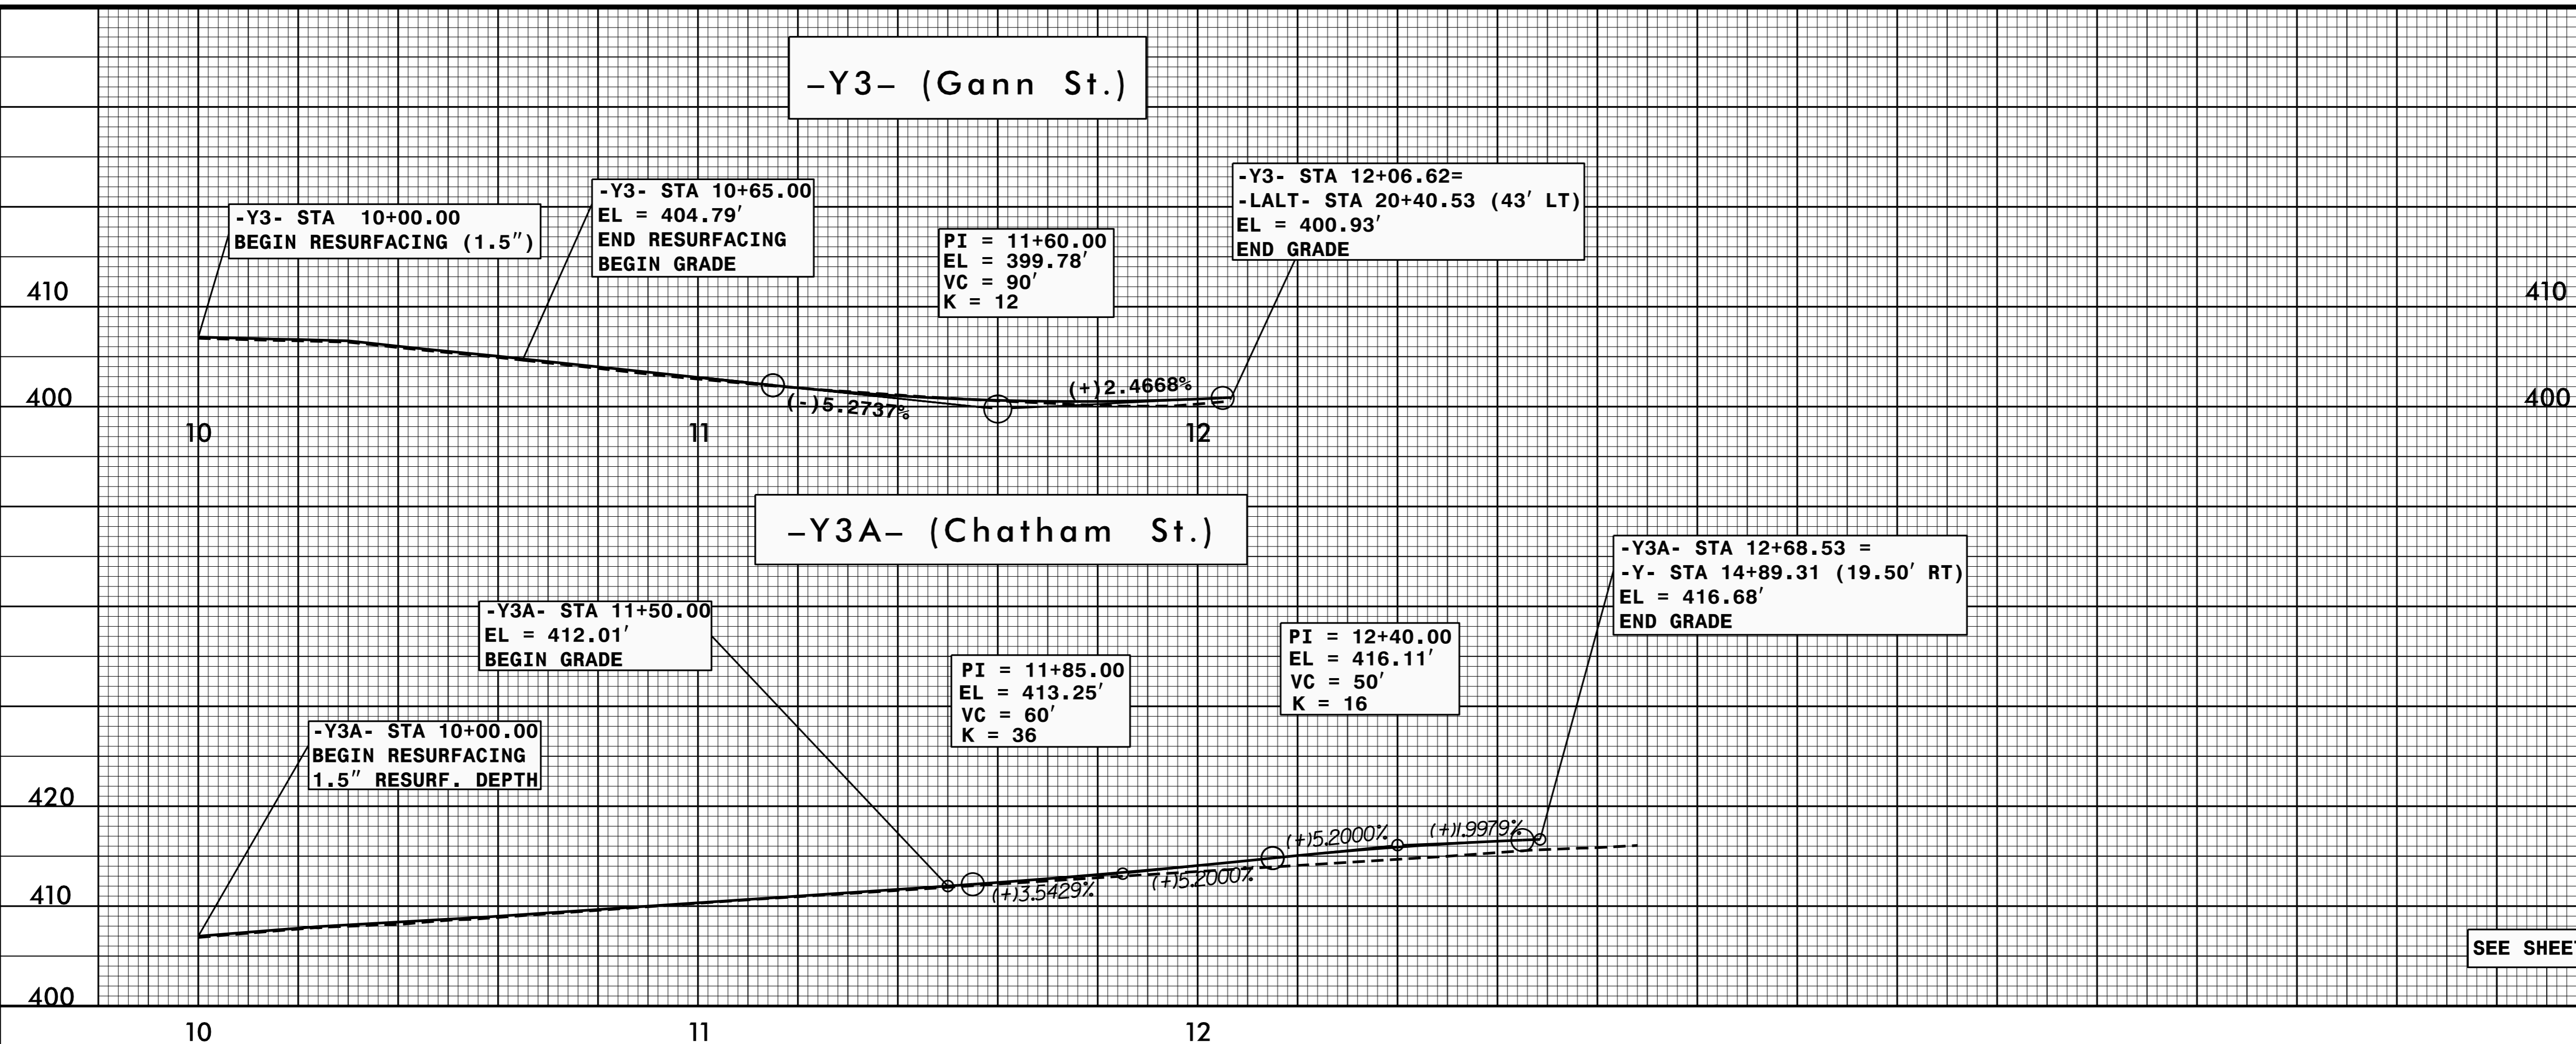 –Y3– (Gann St.)
-Y3- STA 10+00.00
BEGIN RESURFACING (1.5″)
-Y3- STA 10+65.00
EL = 404.79′
END RESURFACING
BEGIN GRADE
PI = 11+60.00
EL = 399.78′
VC = 90′
K = 12
-Y3- STA 12+06.62=
-LALT- STA 20+40.53 (43′ LT)
EL = 400.93′
END GRADE
410
410
(-)5.2737%
(+)2.4668%
400
400
10
11
12
–Y3A– (Chatham St.)
-Y3A- STA 10+00.00
BEGIN RESURFACING
1.5″ RESURF. DEPTH
-Y3A- STA 11+50.00
EL = 412.01′
BEGIN GRADE
PI = 11+85.00
EL = 413.25′
VC = 60′
K = 36
PI = 12+40.00
EL = 416.11′
VC = 50′
K = 16
-Y3A- STA 12+68.53 =
-Y- STA 14+89.31 (19.50′ RT)
EL = 416.68′
END GRADE
420
(+)3.5429%
(+)5.2000%
(+)5.2000%
(+)1.9979%
410
SEE SHEE
400
10
11
12